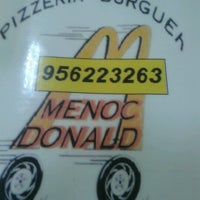 PIZZERIA BURGUER
956223263
MENOC
DONALD